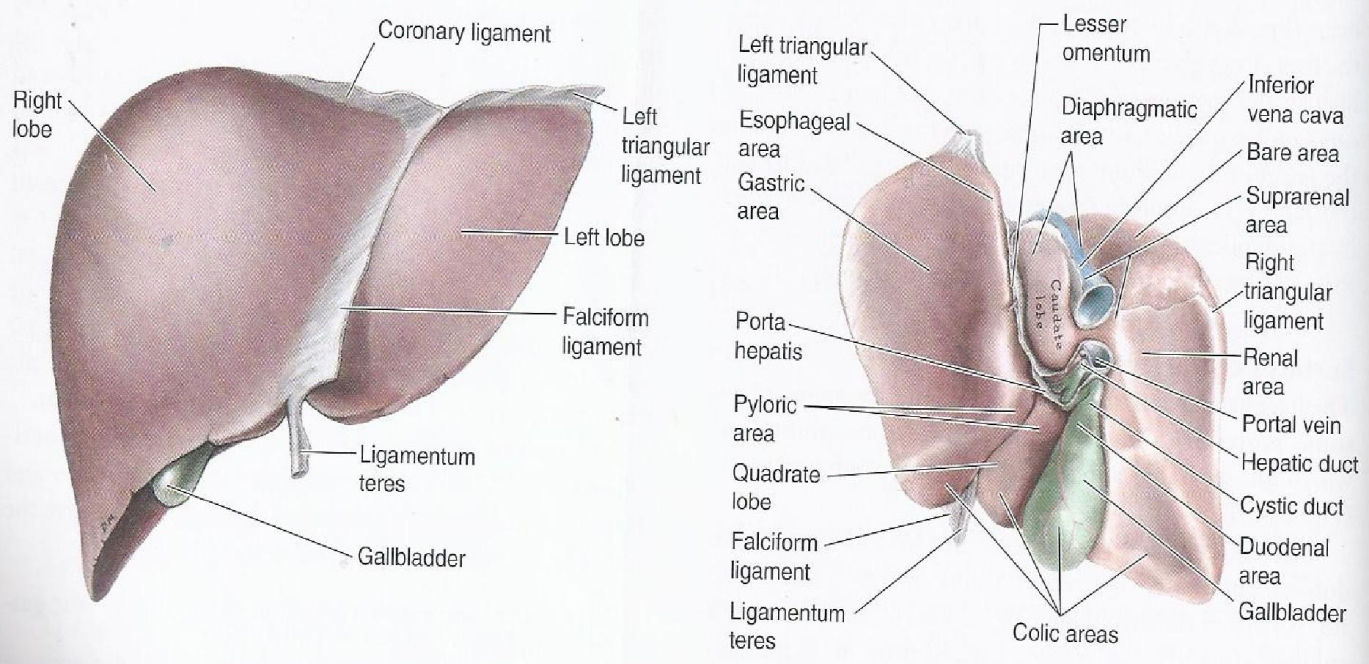 Coronary ligament
Right
lobe
Left
triangular
ligament
Left lobe
Falciform
ligament
Ligamentum
teres
Gallbladder
Left triangular
ligament
Esophageal
area
Gastric
area
Porta
hepatis
Pyloric
area
Quadrate
lobe
Falciform
ligament
Ligamentum
teres
Lesser
omentum
Diaphragmatic
area
Caudate
lobe
Colic areas
Inferior
vena cava
Bare area
Suprarenal
area
Right
triangular
ligament
Renal
area
Portal vein
Hepatic duct
Cystic duct
Duodenal
area
Gallbladder